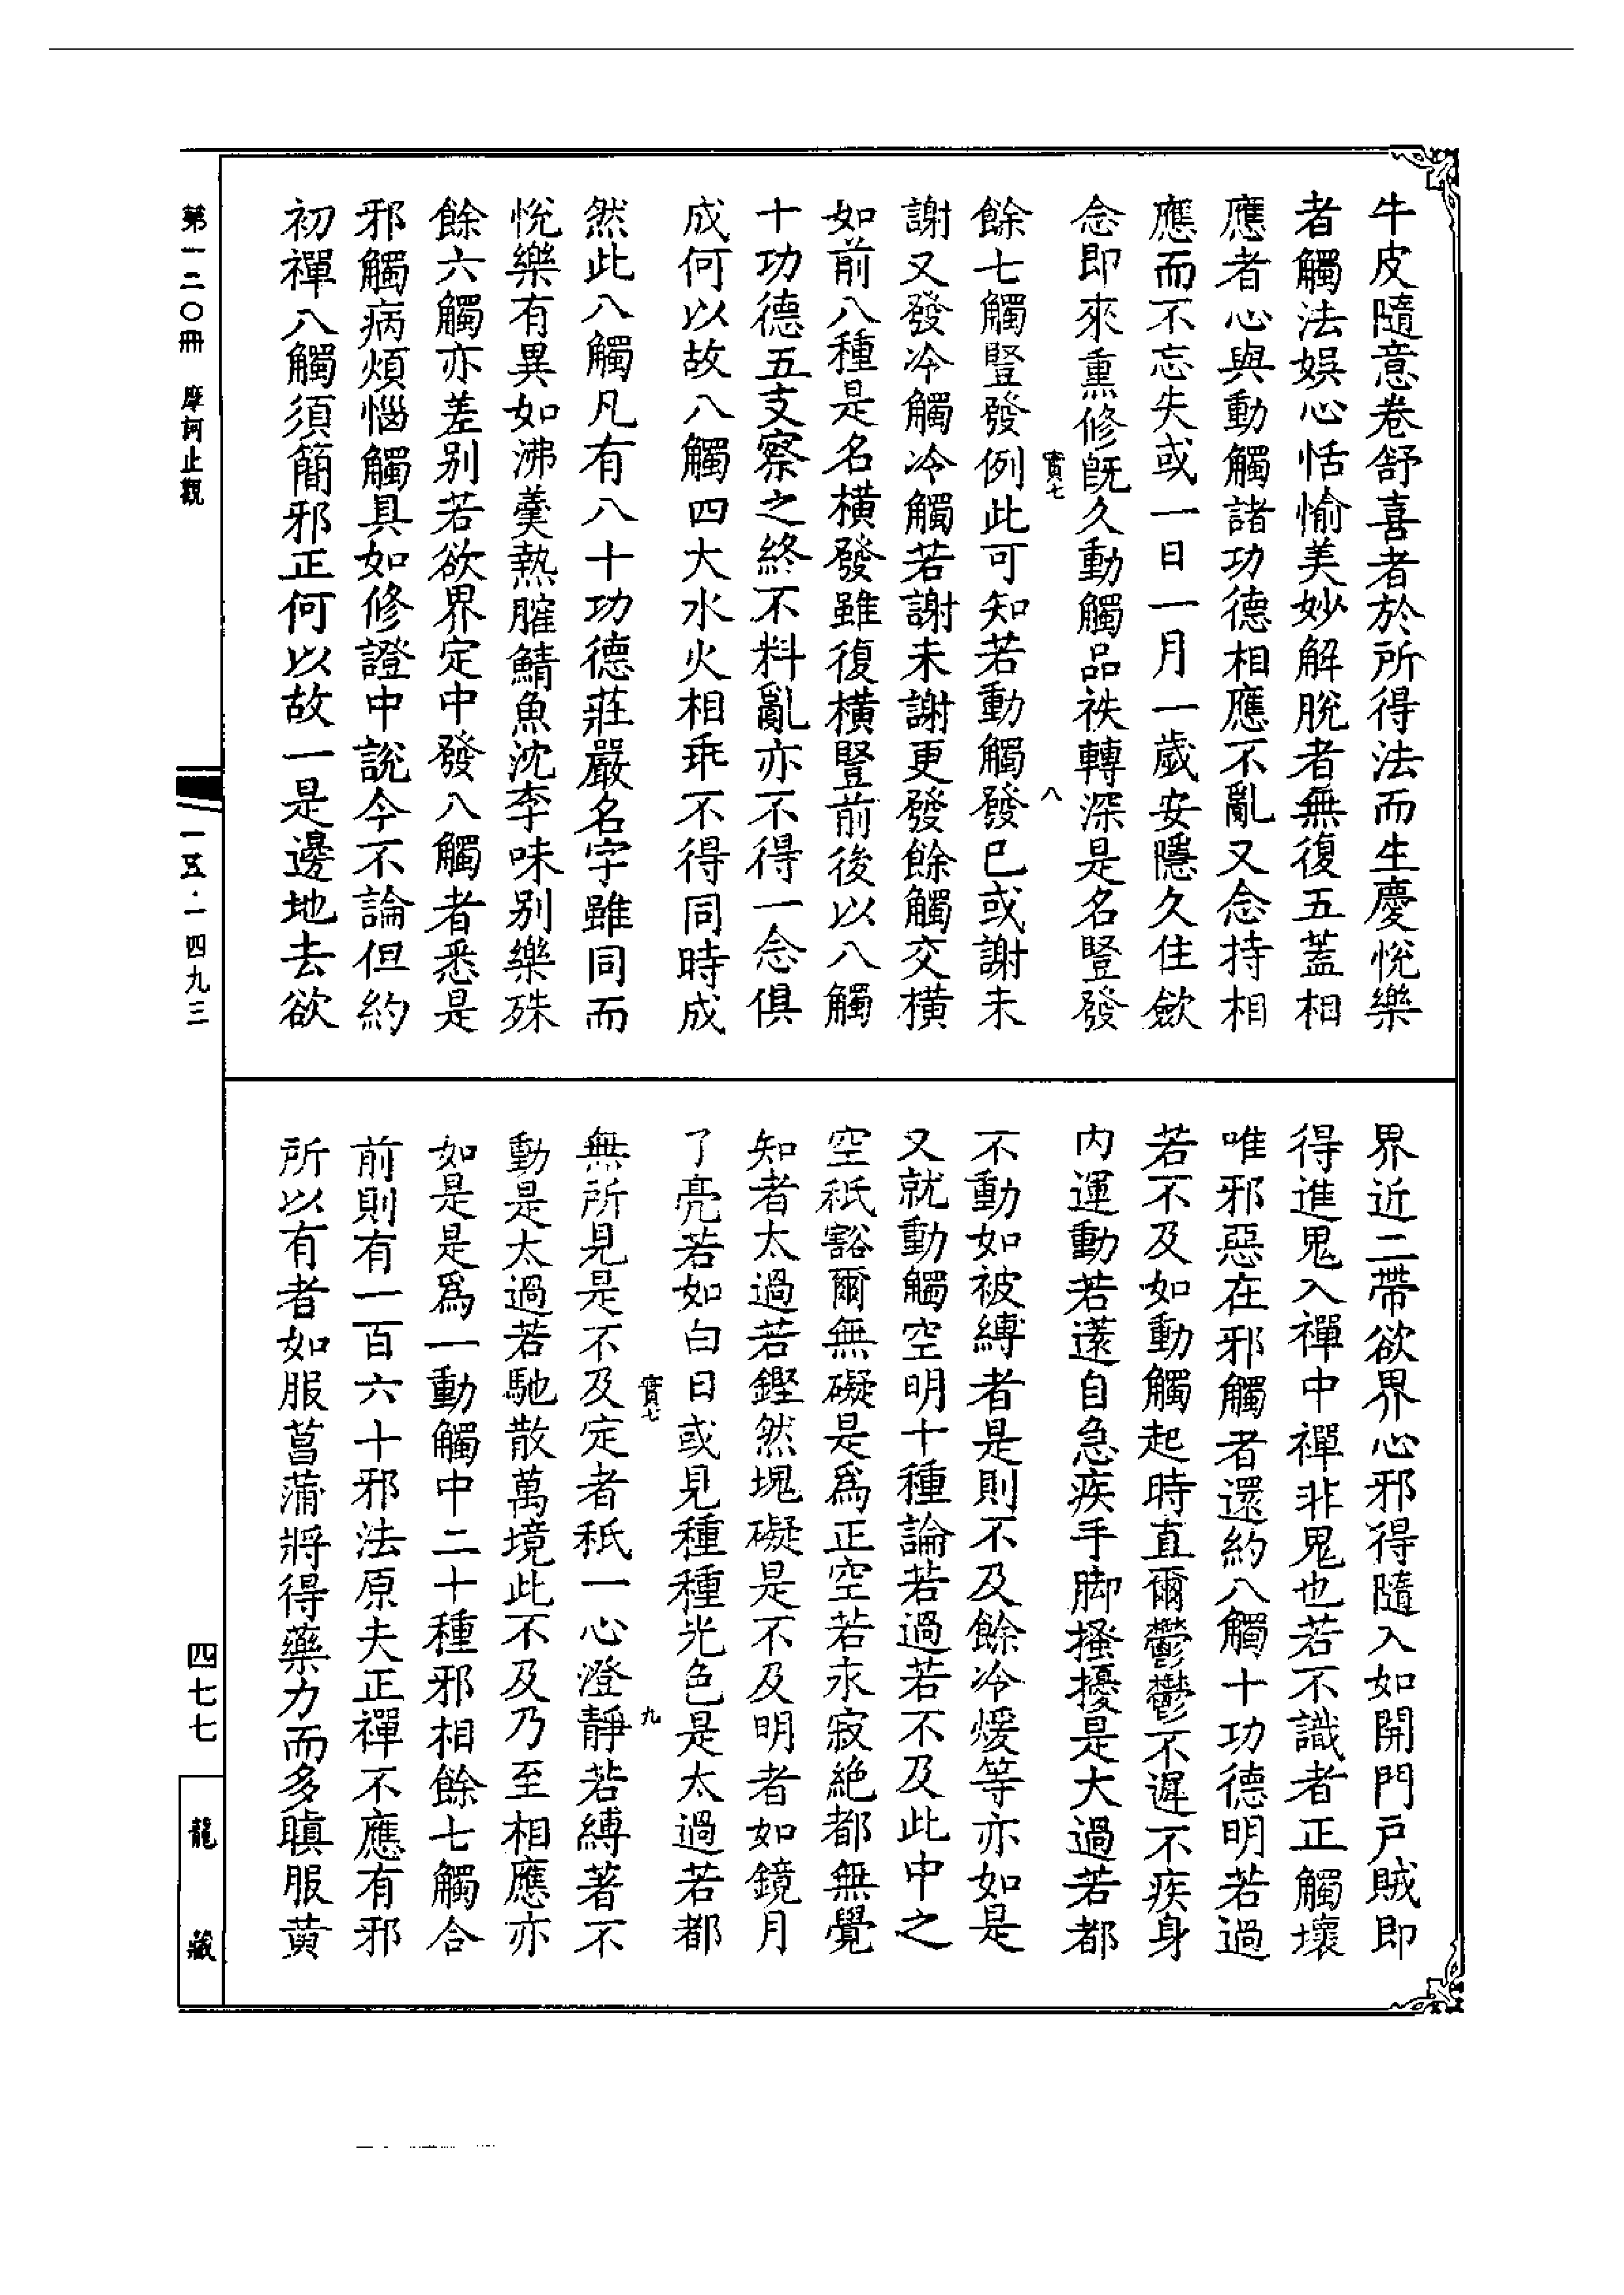 牛皮隨意卷舒喜者於所得法而生慶悅樂
者觸法娛心恬愉美妙解脫者無復五蓋相
應者心與動觸諸功德相應不亂又念持相
應而不忘失或一日一月一歲安隱久住斂
念即來熏修旣久動觸品袟轉深是名豎發
寶七
八
餘七觸豎發例此可知若動觸發已或謝未
謝又發冷觸冷觸若謝未謝更發餘觸交橫
如前八種是名橫發雖復橫豎前後以八觸
十功德五支察之終不料亂亦不得一念俱
成何以故八觸四大水火相乖不得同時成
然此八觸凡有八十功德莊嚴名字雖同而
悅樂有異如沸羹熱臛鯖魚沈李味別樂殊
餘六觸亦差別若欲界定中發八觸者悉是
邪觸病煩惱觸具如修證中說今不論但約
初禪八觸須簡邪正何以故一是邊地去欲
界近二帶欲界心邪得隨入如開門戸賊即
得進鬼入禪中禪非鬼也若不識者正觸壞
唯邪惡在邪觸者還約八觸十功德明若過
若不及如動觸起時直爾鬱鬱不遲不疾身
内運動若遽自急疾手脚搔擾是大過若都
不動如被縛者是則不及餘冷煖等亦如是
又就動觸空明十種論若過若不及此中之
空秖豁爾無礙是爲正空若永寂絶都無覺
知者太過若鏗然塊礙是不及明者如鏡月
了亮若如白日或見種種光色是太過若都
寶七
九
無所見是不及定者秖一心澄靜若縛著不
動是太過若馳散萬境此不及乃至相應亦
如是是爲一動觸中二十種邪相餘七觸合
前則有一百六十邪法原夫正禪不應有邪
所以有者如服菖蒲將得藥力而多瞋服黄
第一二〇冊　摩訶止觀
一五·一四九三
四七七
龍藏